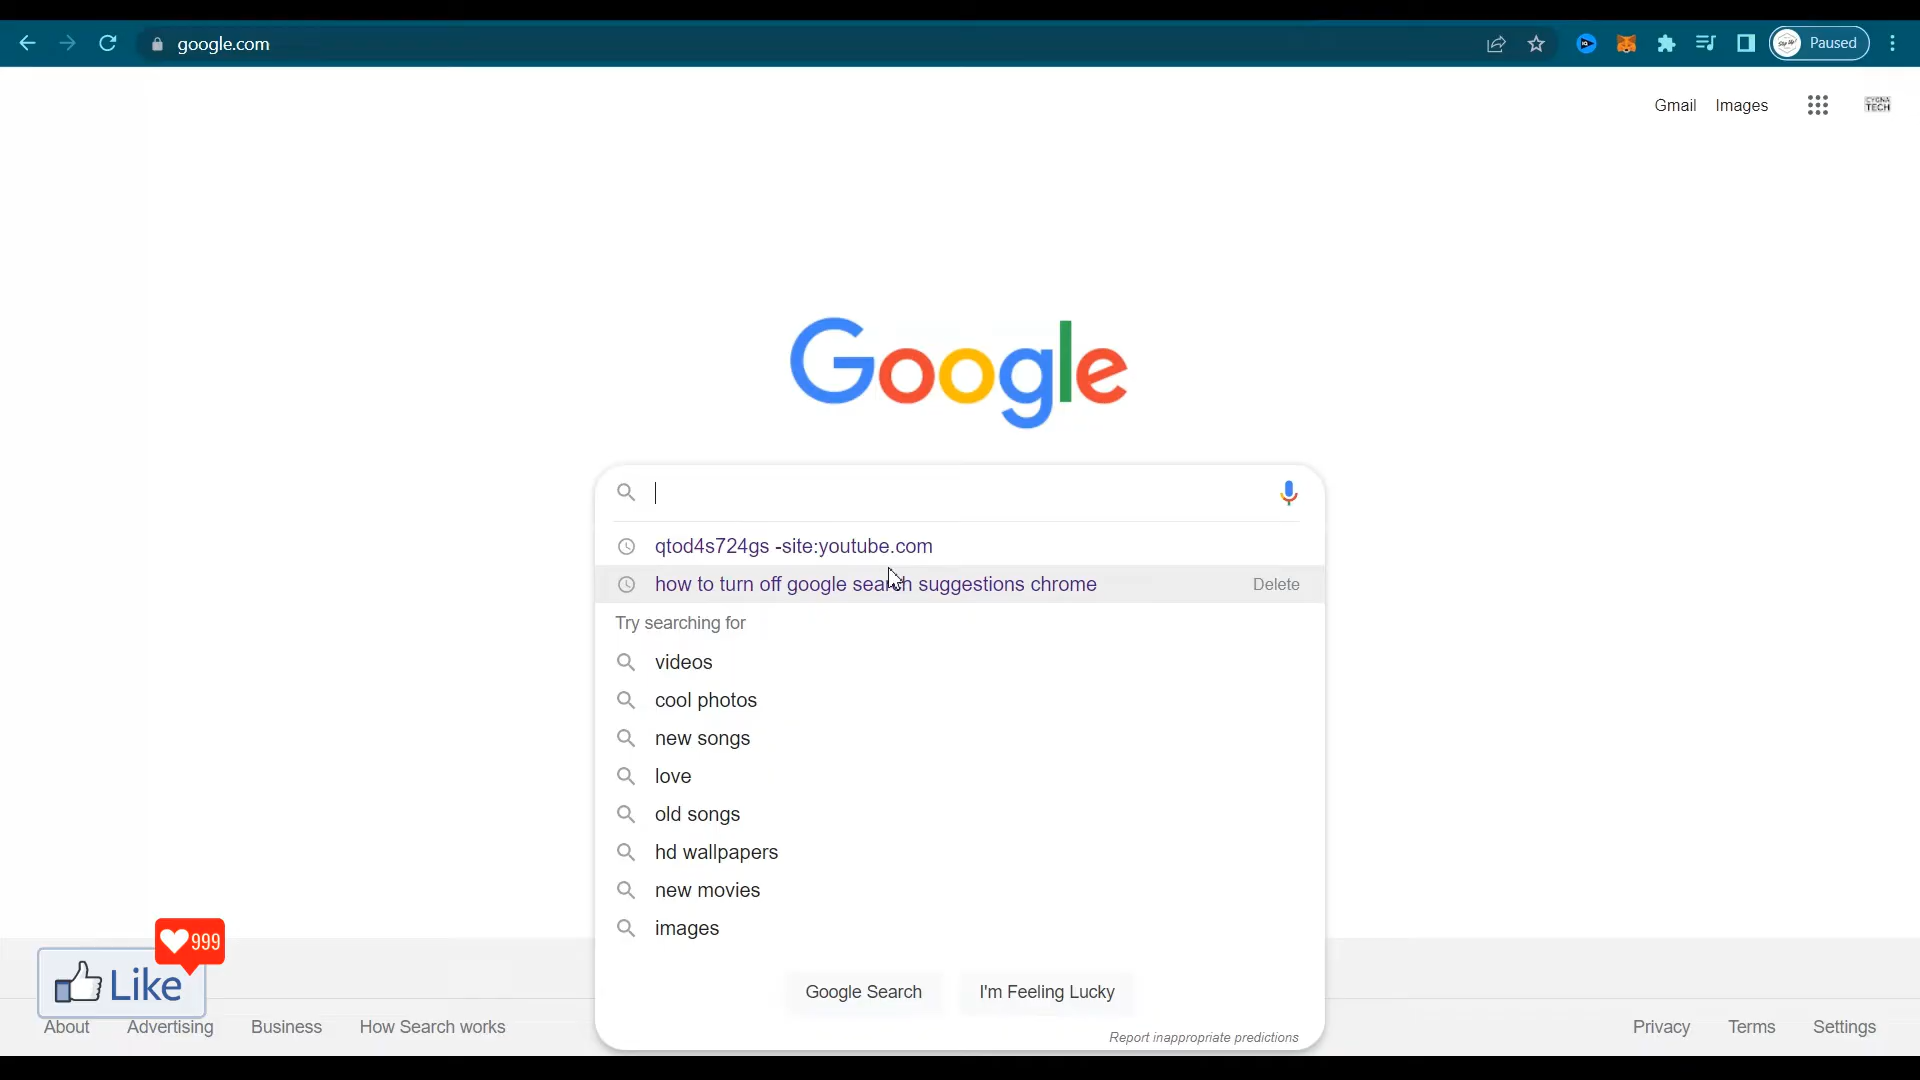 google.com
Paused
Gmail
Images
CYGNA
TECH
Google
qtod4s724gs -site:youtube.com
how to turn off google search suggestions chrome
Delete
Try searching for
videos
cool photos
new songs
love
old songs
hd wallpapers
new movies
images
Google Search
I'm Feeling Lucky
Report inappropriate predictions
999
Like
About
Advertising
Business
How Search works
Privacy
Terms
Settings